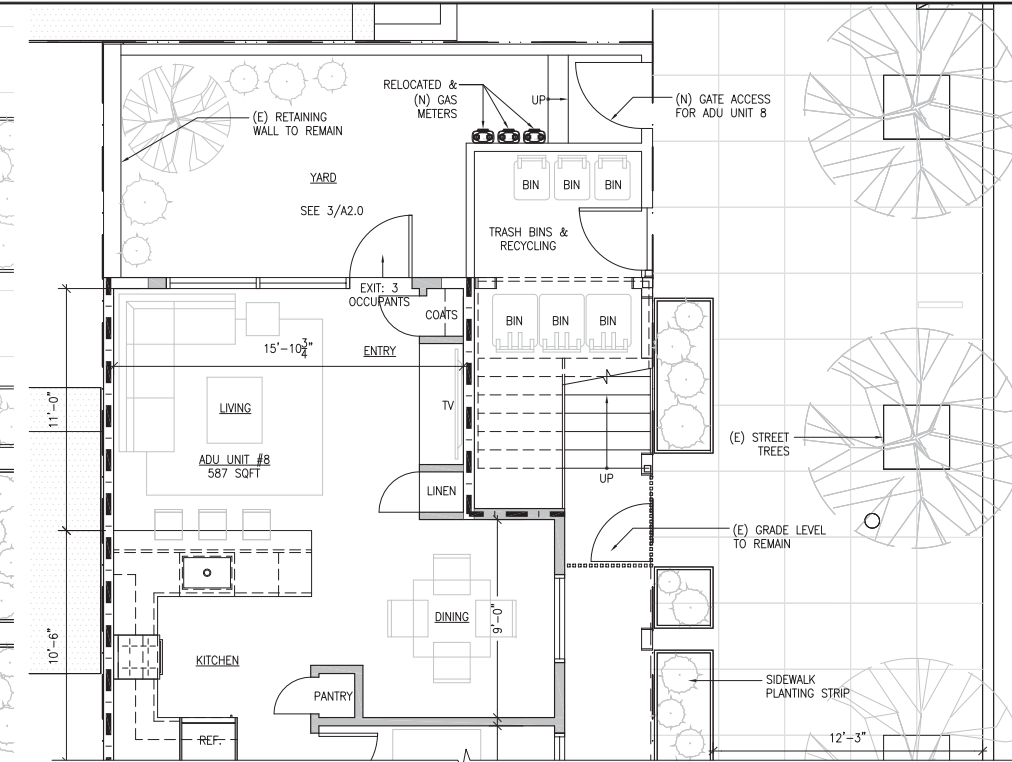 RELOCATED &
(N) GAS
METERS
UP
(N) GATE ACCESS
FOR ADU UNIT 8
(E) RETAINING
WALL TO REMAIN
YARD
SEE 3/A2.0
BIN
BIN
BIN
TRASH BINS &
RECYCLING
EXIT: 3
OCCUPANTS
COATS
BIN
BIN
BIN
15'-10 3/4"
ENTRY
11'-0"
LIVING
TV
ADU UNIT #8
587 SQFT
LINEN
UP
(E) STREET
TREES
(E) GRADE LEVEL
TO REMAIN
10'-6"
DINING
9'-0"
KITCHEN
PANTRY
SIDEWALK
PLANTING STRIP
REF.
12'-3"